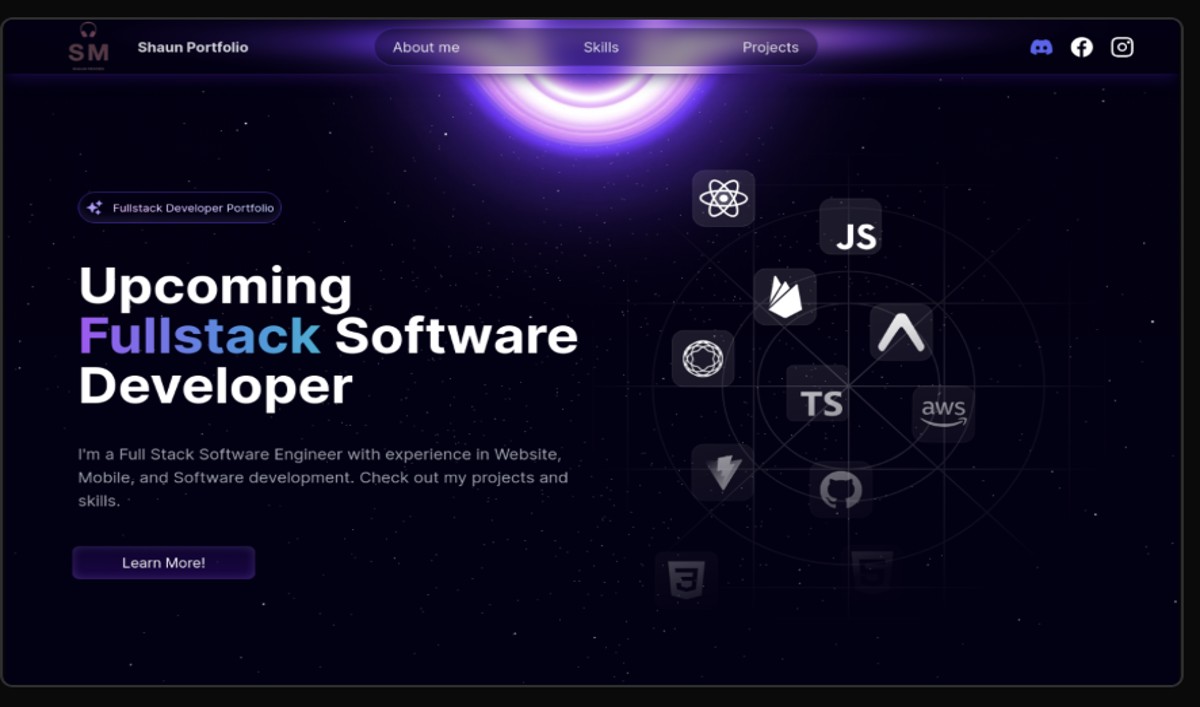 SM
Shaun Portfolio
About me
Skills
Projects
Fullstack Developer Portfolio
Upcoming
Fullstack Software
Developer
I'm a Full Stack Software Engineer with experience in Website,
Mobile, and Software development. Check out my projects and
skills.
Learn More!
JS
TS
aws
3